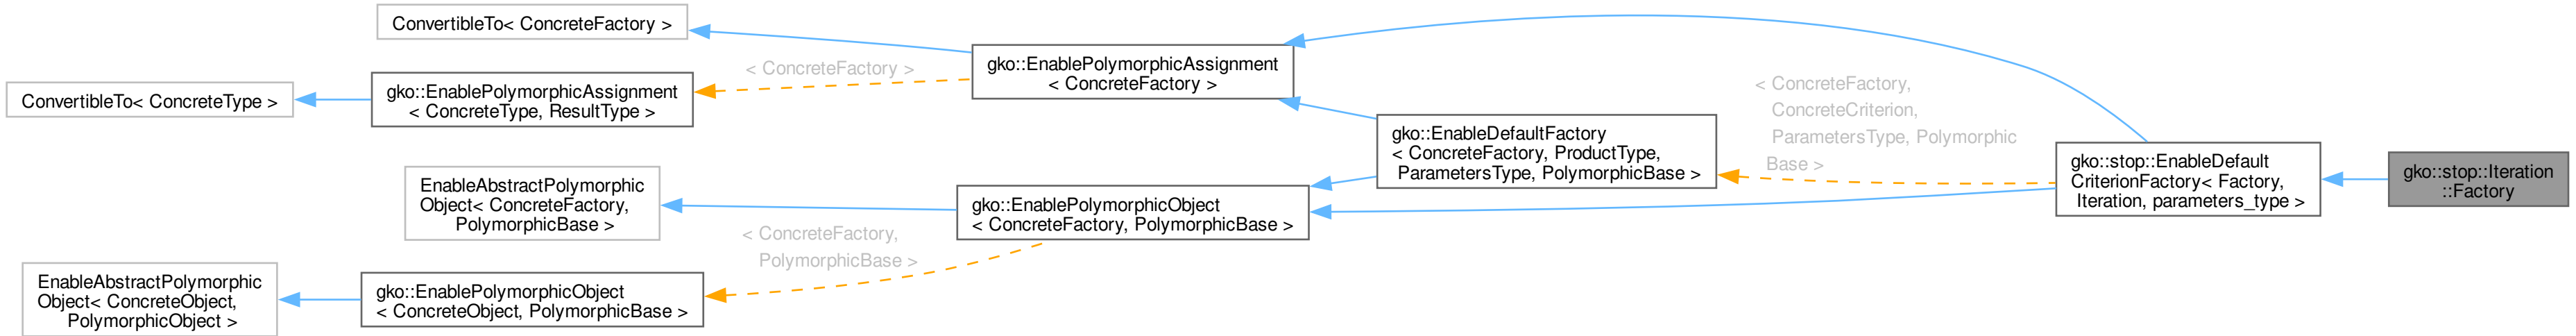 ConvertibleTo< ConcreteFactory >
ConvertibleTo< ConcreteType >
gko::EnablePolymorphicAssignment
< ConcreteType, ResultType >
< ConcreteFactory >
gko::EnablePolymorphicAssignment
< ConcreteFactory >
EnableAbstractPolymorphic
Object< ConcreteFactory,
PolymorphicBase >
EnableAbstractPolymorphic
Object< ConcreteObject,
PolymorphicObject >
gko::EnablePolymorphicObject
< ConcreteObject, PolymorphicBase >
< ConcreteFactory,
PolymorphicBase >
gko::EnablePolymorphicObject
< ConcreteFactory, PolymorphicBase >
gko::EnableDefaultFactory
< ConcreteFactory, ProductType,
ParametersType, PolymorphicBase >
< ConcreteFactory,
ConcreteCriterion,
ParametersType, Polymorphic
Base >
gko::stop::EnableDefault
CriterionFactory< Factory,
Iteration, parameters_type >
gko::stop::Iteration
::Factory